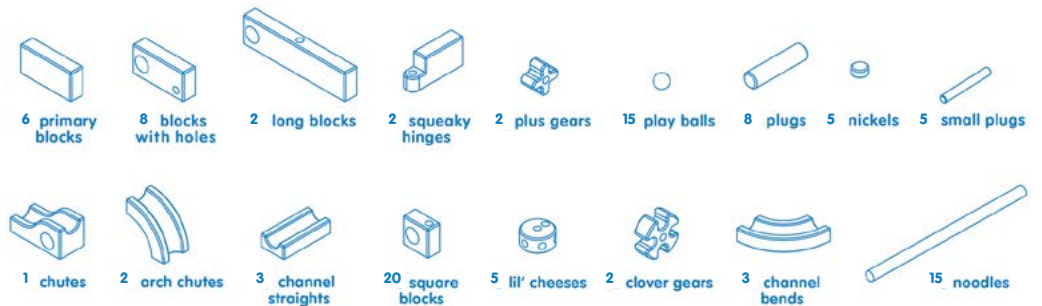 6 primary blocks
8 blocks with holes
2 long blocks
2 squeaky hinges
2 plus gears
15 play balls
8 plugs
5 nickels
5 small plugs
1 chutes
2 arch chutes
3 channel straights
20 square blocks
5 lil' cheeses
2 clover gears
3 channel bends
15 noodles